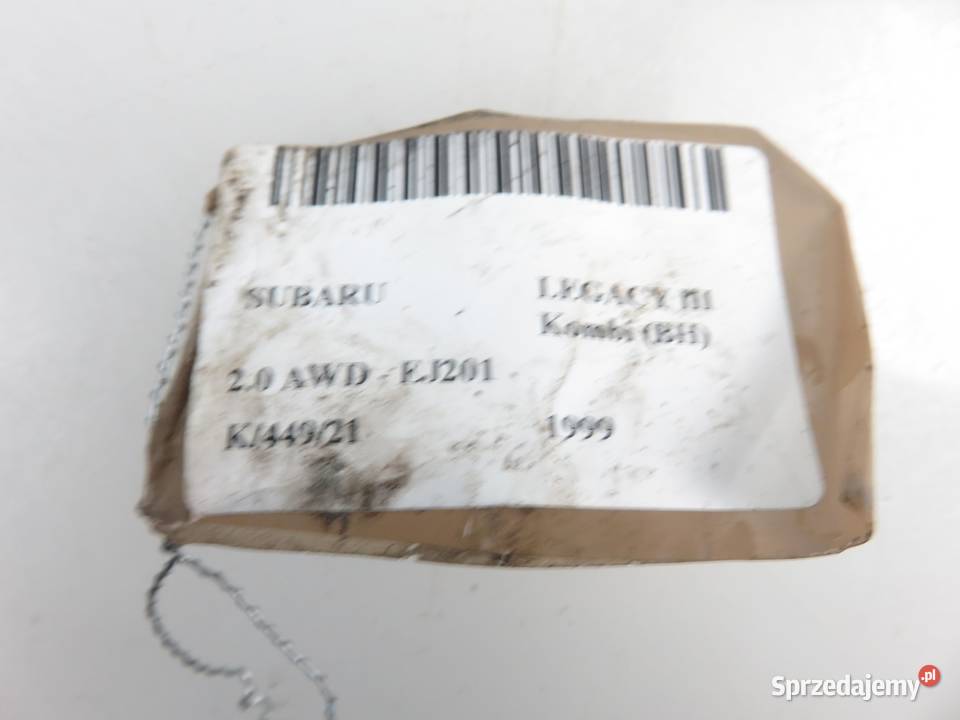 SUBARU LEGACY III
Kombi (BH)
2.0 AWD - EJ201
K/449/21 1999
Sprzedajemy.pl